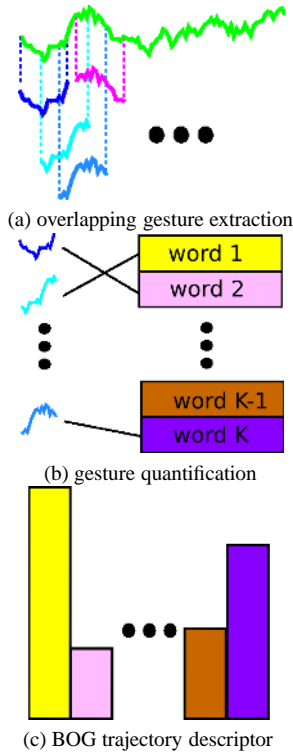 (a) overlapping gesture extraction
word 1
word 2
word K-1
word K
(b) gesture quantification
(c) BOG trajectory descriptor